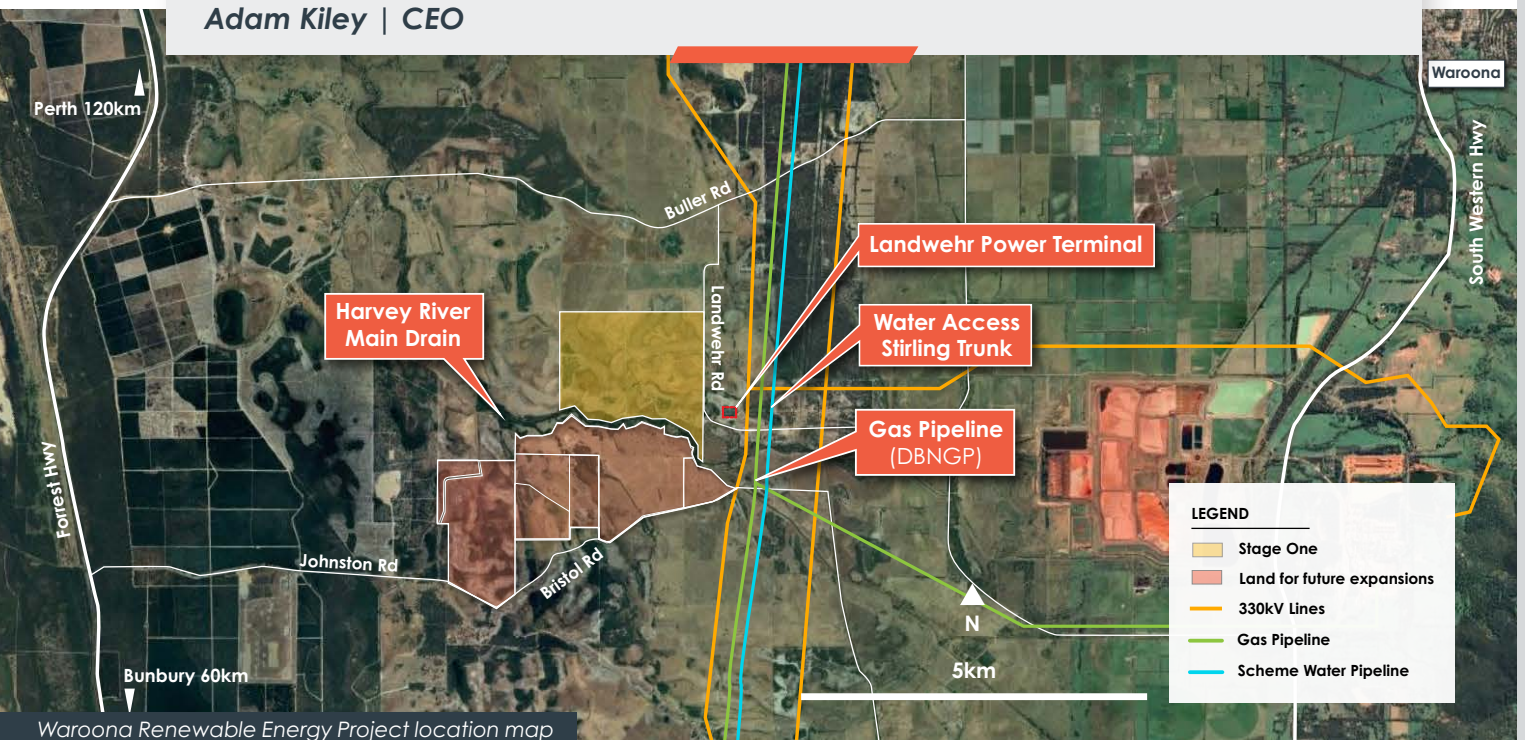 Adam Kiley | CEO
Waroona
Perth 120km
South Western Hwy
Buller Rd
Landwehr Power Terminal
Landwehr Rd
Harvey River
Main Drain
Water Access
Stirling Trunk
Gas Pipeline
(DBNGP)
Forrest Hwy
Johnston Rd
Bristol Rd
N
5km
Bunbury 60km
LEGEND
Stage One
Land for future expansions
330kV Lines
Gas Pipeline
Scheme Water Pipeline
Waroona Renewable Energy Project location map